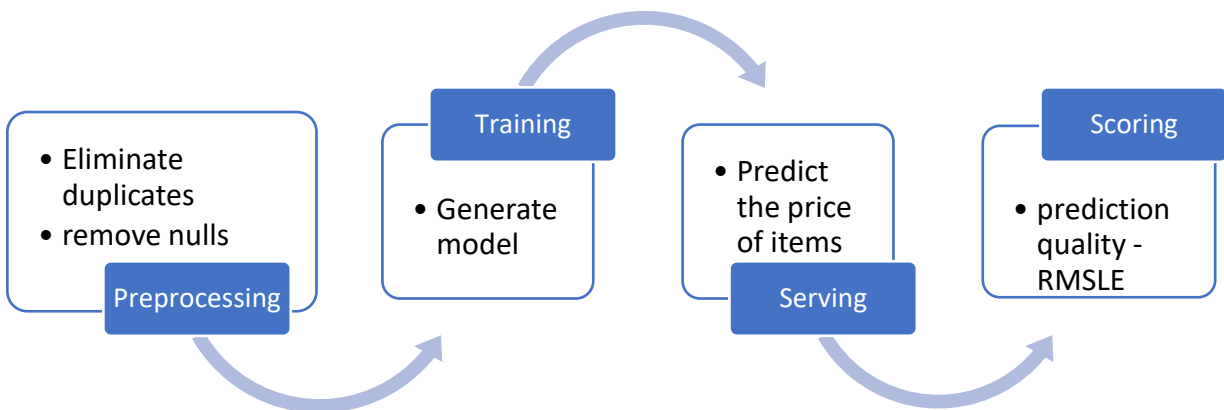 • Eliminate
duplicates
• remove nulls
Preprocessing
Training
• Generate
model
• Predict
the price
of items
Serving
Scoring
• prediction
quality -
RMSLE